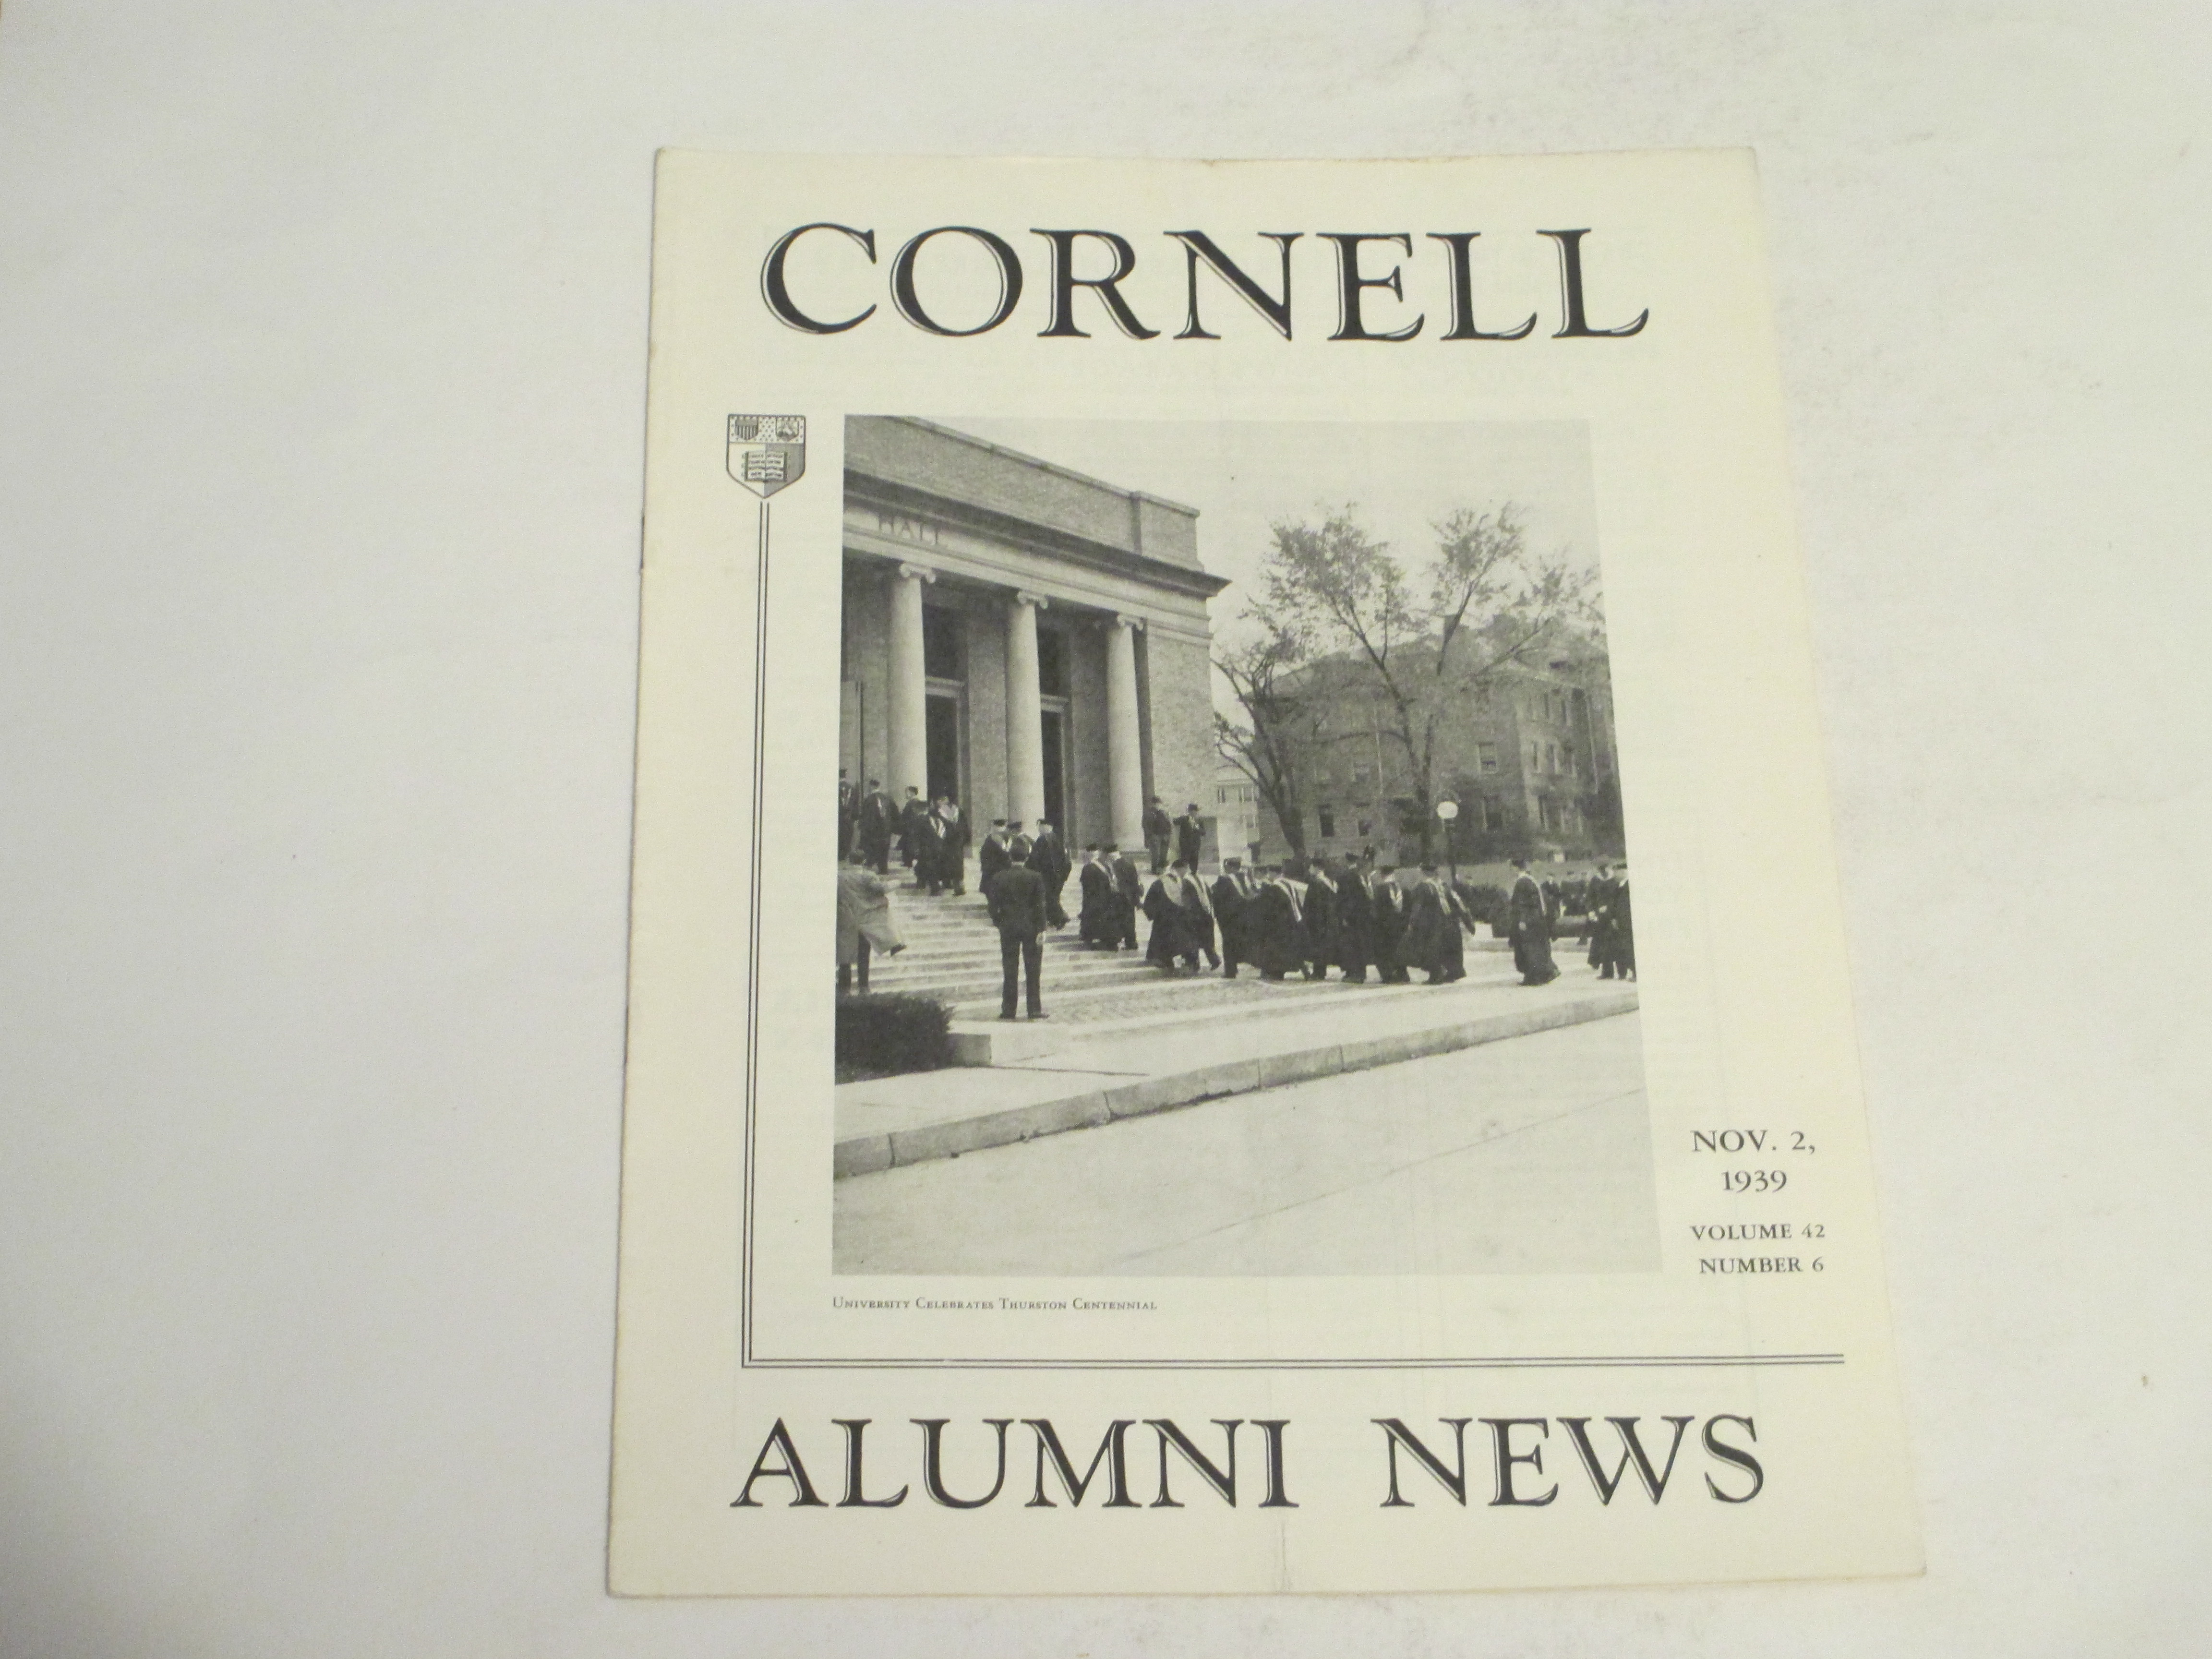 CORNELL
HALL
NOV. 2,
1939
VOLUME 42
NUMBER 6
University Celebrates Thurston Centennial
ALUMNI NEWS